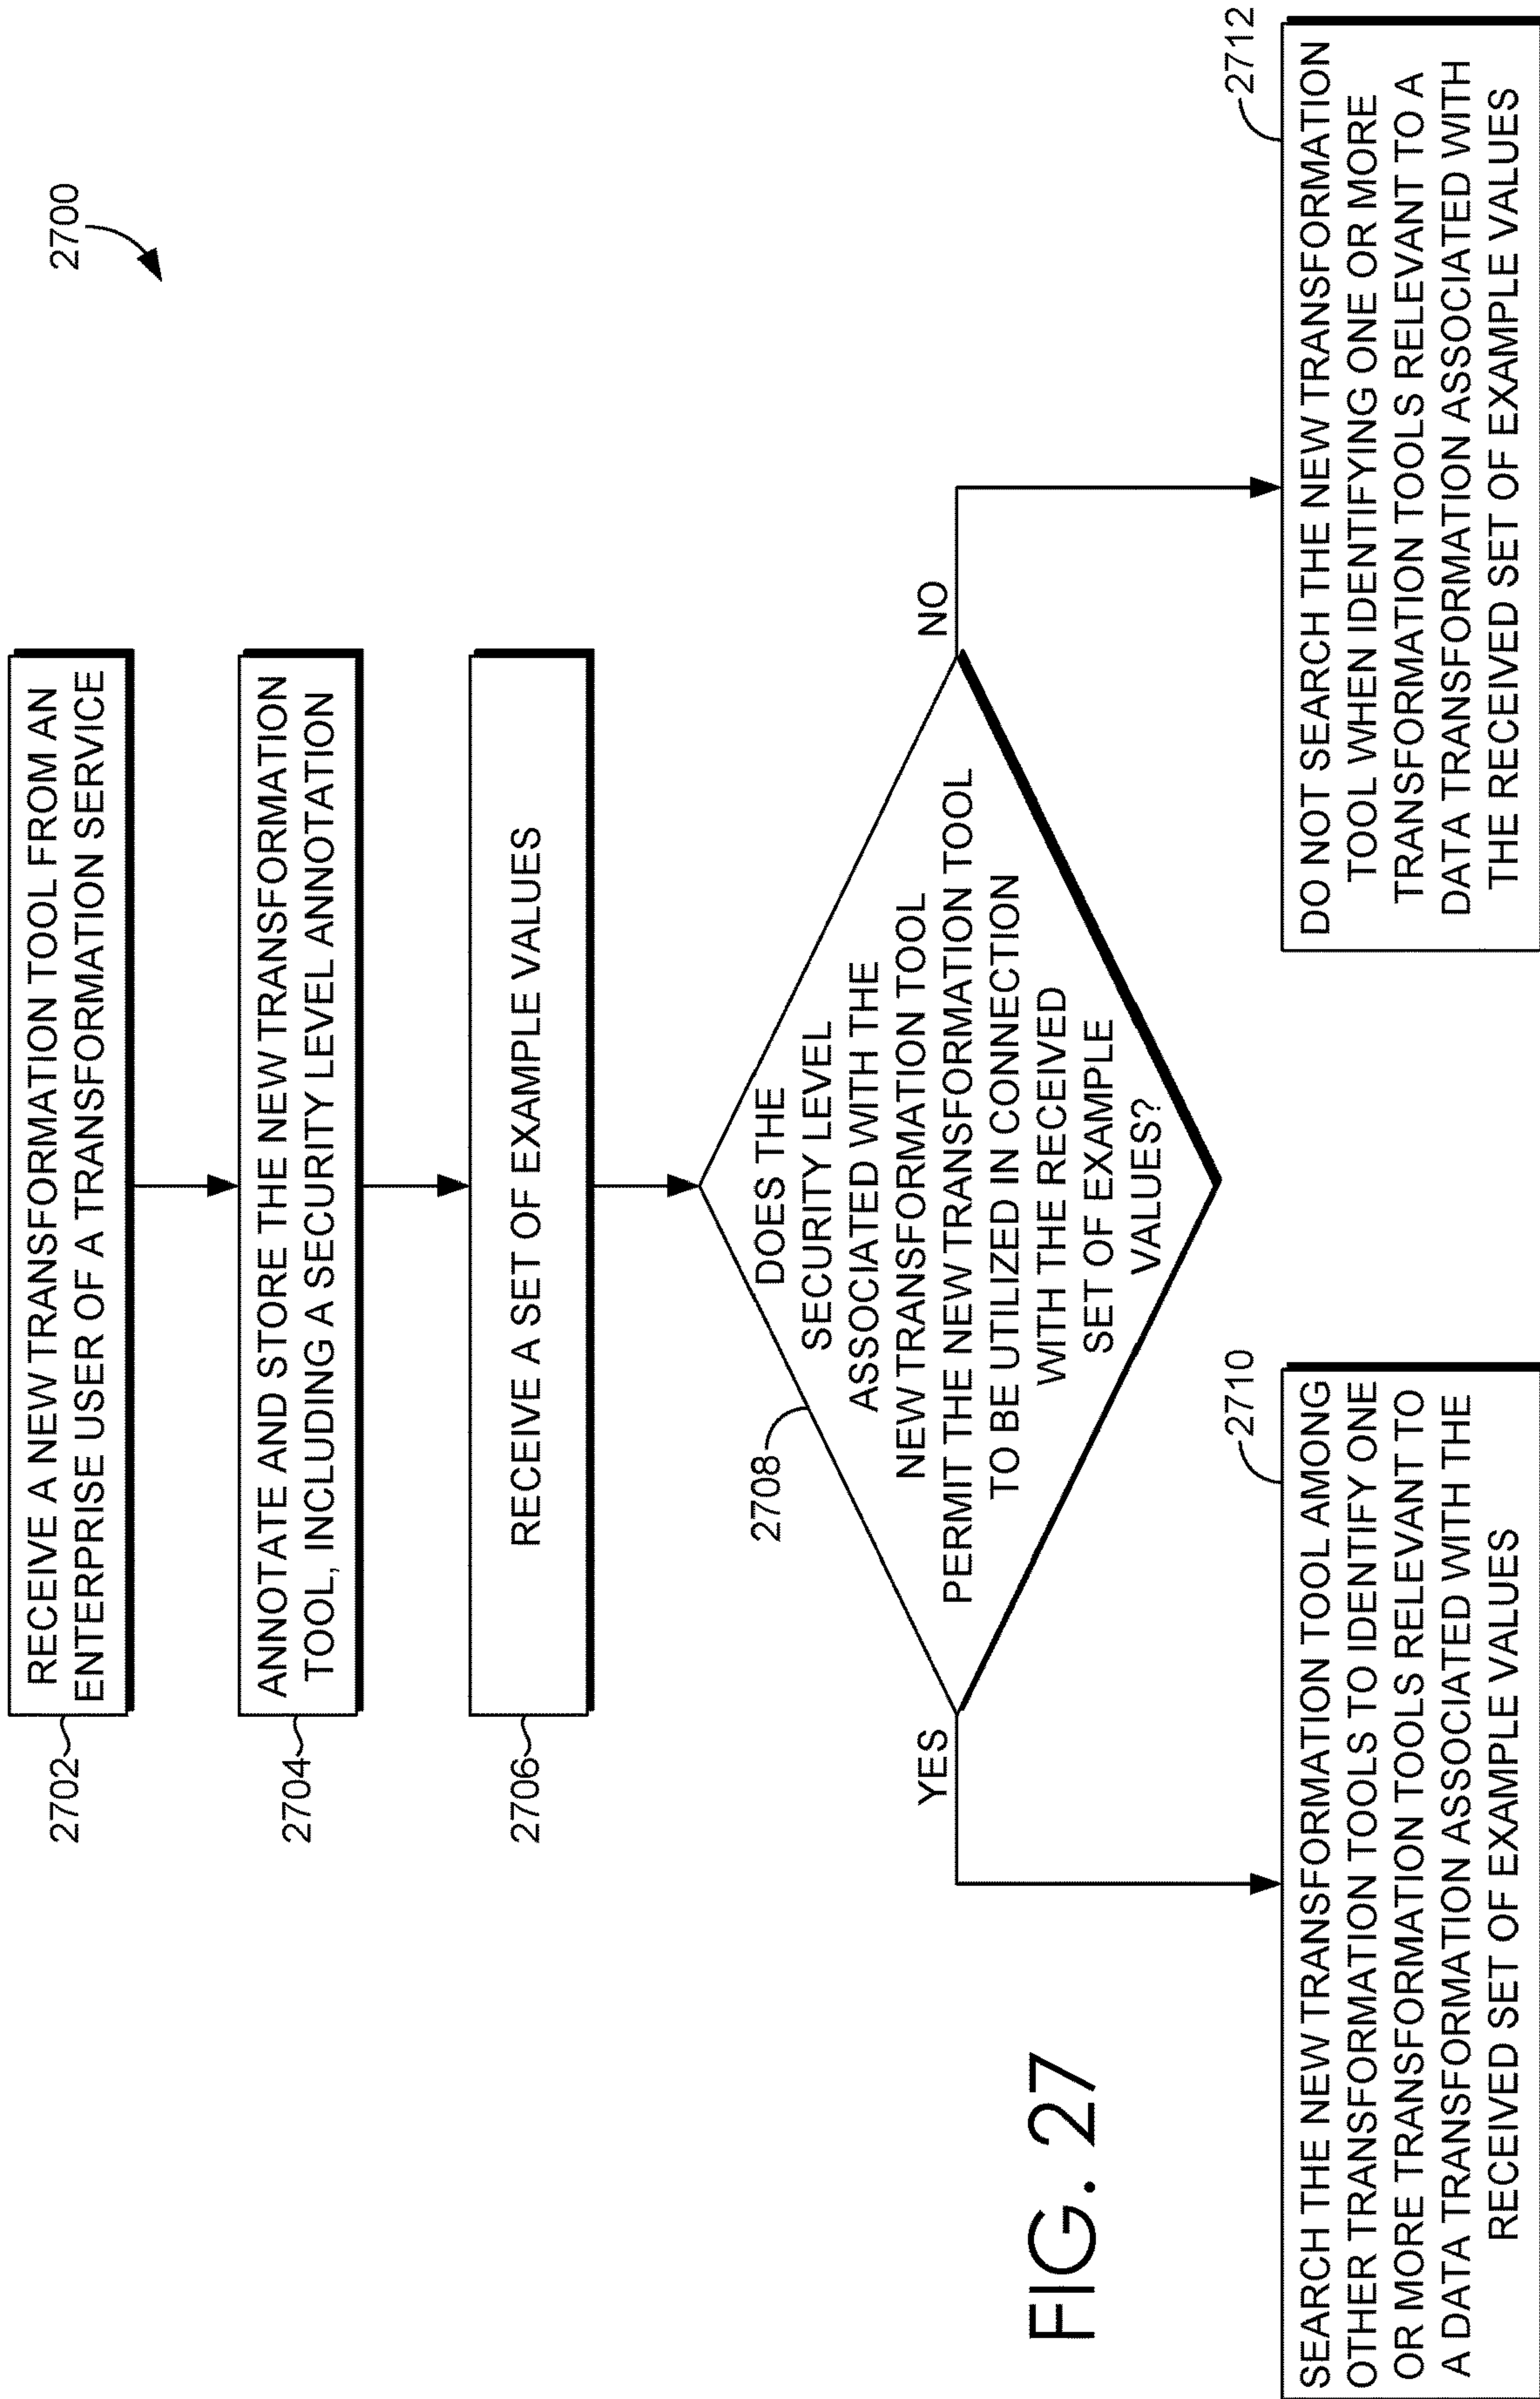 2700
2702
RECEIVE A NEW TRANSFORMATION TOOL FROM AN
ENTERPRISE USER OF A TRANSFORMATION SERVICE
2704
ANNOTATE AND STORE THE NEW TRANSFORMATION
TOOL, INCLUDING A SECURITY LEVEL ANNOTATION
2706
RECEIVE A SET OF EXAMPLE VALUES
2708
DOES THE
SECURITY LEVEL
ASSOCIATED WITH THE
NEW TRANSFORMATION TOOL
PERMIT THE NEW TRANSFORMATION TOOL
TO BE UTILIZED IN CONNECTION
WITH THE RECEIVED
SET OF EXAMPLE
VALUES?
YES
NO
2710
SEARCH THE NEW TRANSFORMATION TOOL AMONG
OTHER TRANSFORMATION TOOLS TO IDENTIFY ONE
OR MORE TRANSFORMATION TOOLS RELEVANT TO
A DATA TRANSFORMATION ASSOCIATED WITH THE
RECEIVED SET OF EXAMPLE VALUES
2712
DO NOT SEARCH THE NEW TRANSFORMATION
TOOL WHEN IDENTIFYING ONE OR MORE
TRANSFORMATION TOOLS RELEVANT TO A
DATA TRANSFORMATION ASSOCIATED WITH
THE RECEIVED SET OF EXAMPLE VALUES
FIG. 27